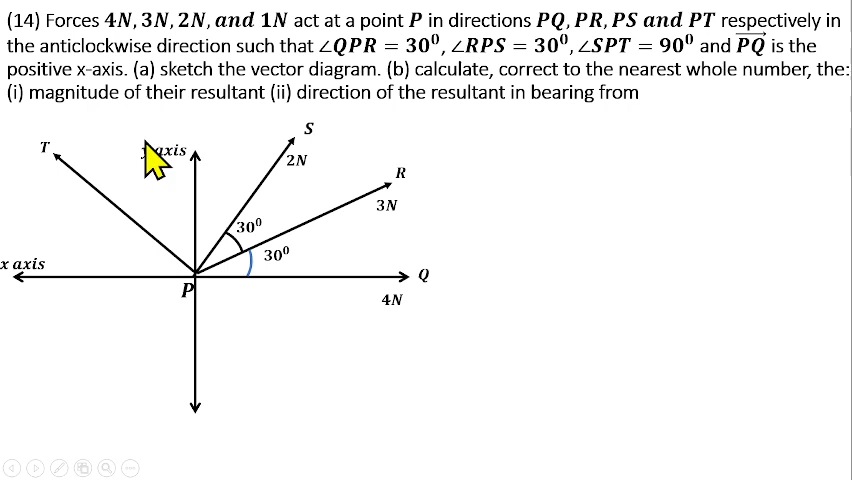 (14) Forces 4N, 3N, 2N, and 1N act at a point P in directions PQ, PR, PS and PT respectively in
the anticlockwise direction such that ∠QPR = 30⁰, ∠RPS = 30⁰, ∠SPT = 90⁰ and PQ⃗ is the
positive x-axis. (a) sketch the vector diagram. (b) calculate, correct to the nearest whole number, the:
(i) magnitude of their resultant (ii) direction of the resultant in bearing from
S
T
axis
2N
R
3N
30⁰
30⁰
x axis
Q
P
4N